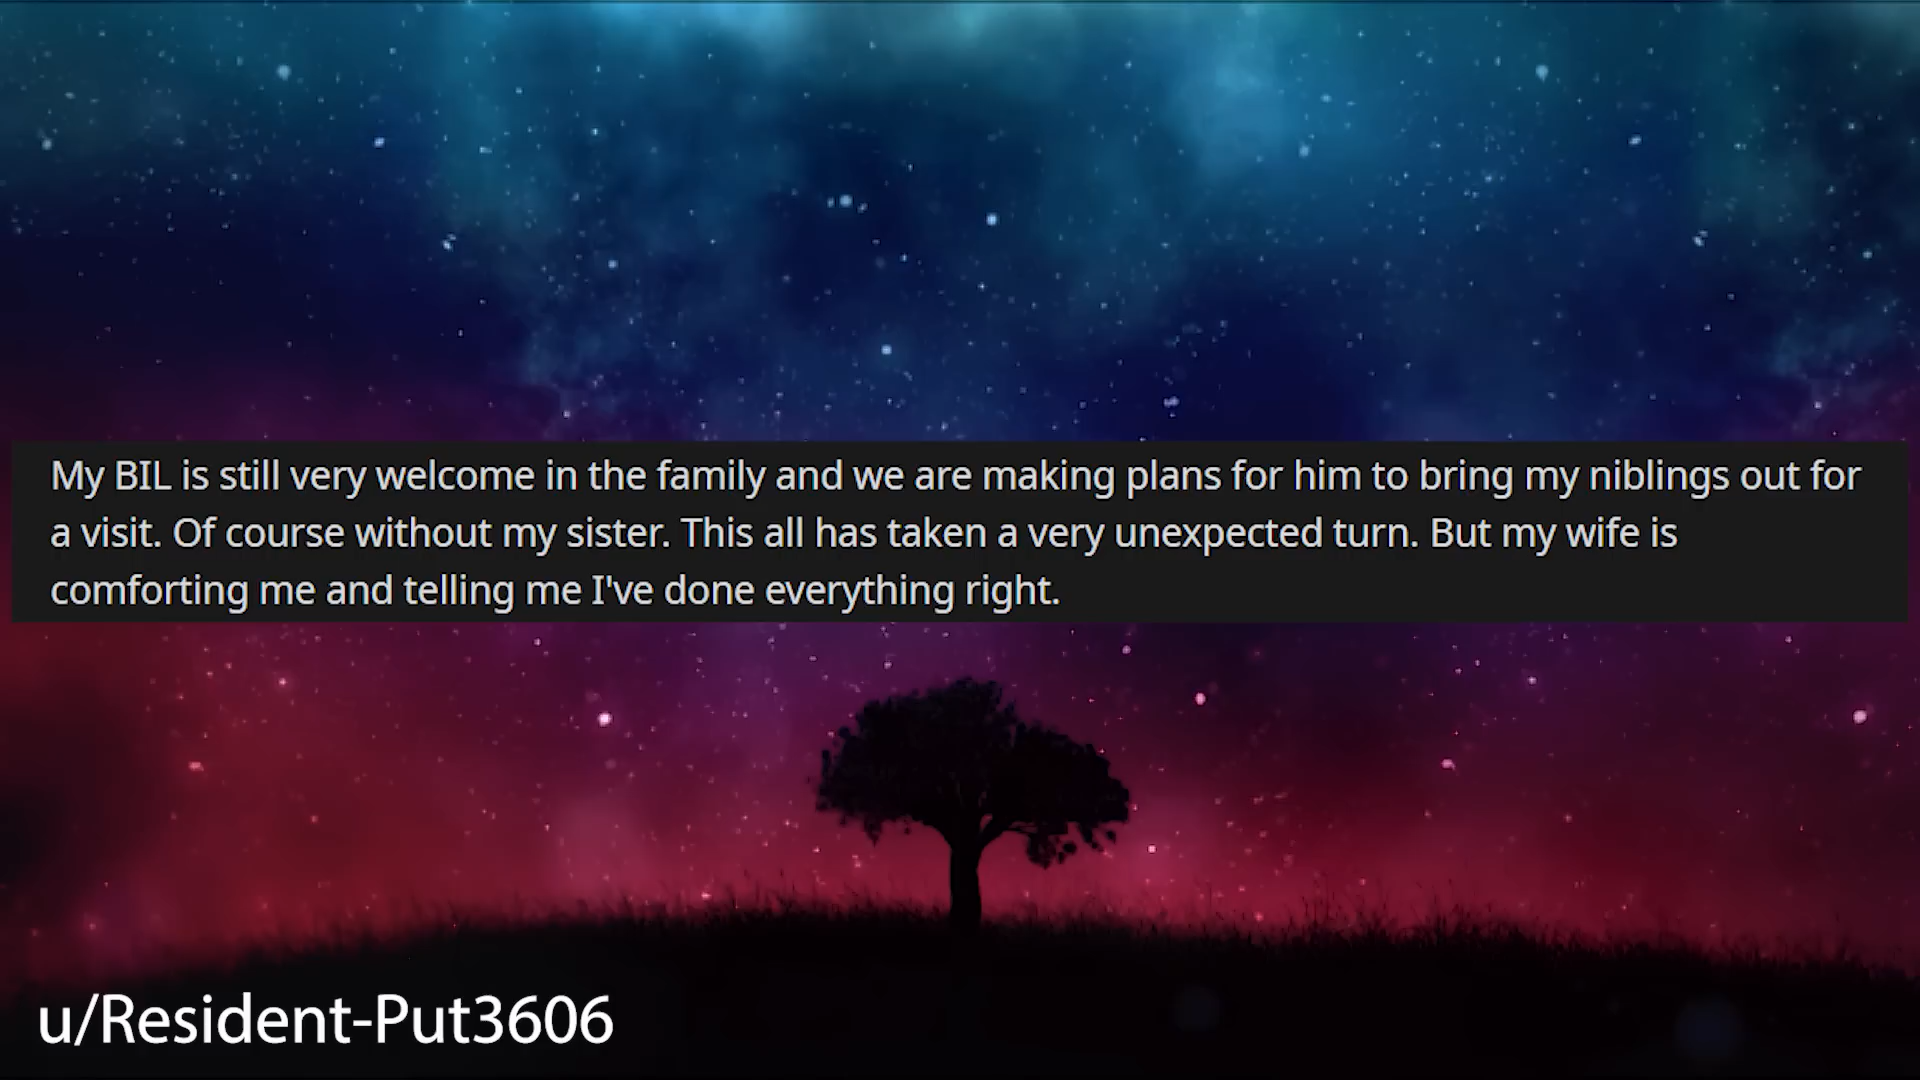 My BIL is still very welcome in the family and we are making plans for him to bring my niblings out for
a visit. Of course without my sister. This all has taken a very unexpected turn. But my wife is
comforting me and telling me I've done everything right.
u/Resident-Put3606